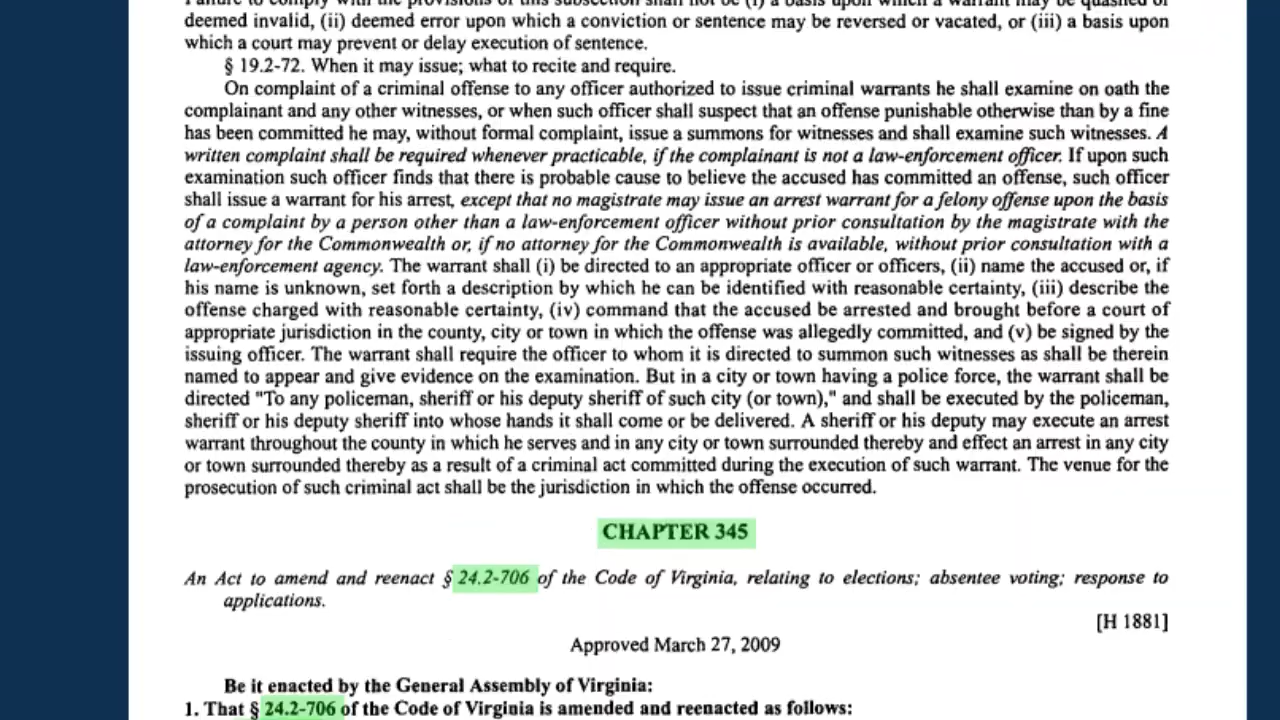 Failure to comply with the provisions of this subsection shall not be (i) a basis upon which a warrant may be quashed or
deemed invalid, (ii) deemed error upon which a conviction or sentence may be reversed or vacated, or (iii) a basis upon
which a court may prevent or delay execution of sentence.
§ 19.2-72. When it may issue; what to recite and require.
On complaint of a criminal offense to any officer authorized to issue criminal warrants he shall examine on oath the
complainant and any other witnesses, or when such officer shall suspect that an offense punishable otherwise than by a fine
has been committed he may, without formal complaint, issue a summons for witnesses and shall examine such witnesses. A
written complaint shall be required whenever practicable, if the complainant is not a law-enforcement officer. If upon such
examination such officer finds that there is probable cause to believe the accused has committed an offense, such officer
shall issue a warrant for his arrest, except that no magistrate may issue an arrest warrant for a felony offense upon the basis
of a complaint by a person other than a law-enforcement officer without prior consultation by the magistrate with the
attorney for the Commonwealth or, if no attorney for the Commonwealth is available, without prior consultation with a
law-enforcement agency. The warrant shall (i) be directed to an appropriate officer or officers, (ii) name the accused or, if
his name is unknown, set forth a description by which he can be identified with reasonable certainty, (iii) describe the
offense charged with reasonable certainty, (iv) command that the accused be arrested and brought before a court of
appropriate jurisdiction in the county, city or town in which the offense was allegedly committed, and (v) be signed by the
issuing officer. The warrant shall require the officer to whom it is directed to summon such witnesses as shall be therein
named to appear and give evidence on the examination. But in a city or town having a police force, the warrant shall be
directed "To any policeman, sheriff or his deputy sheriff of such city (or town)," and shall be executed by the policeman,
sheriff or his deputy sheriff into whose hands it shall come or be delivered. A sheriff or his deputy may execute an arrest
warrant throughout the county in which he serves and in any city or town surrounded thereby and effect an arrest in any city
or town surrounded thereby as a result of a criminal act committed during the execution of such warrant. The venue for the
prosecution of such criminal act shall be the jurisdiction in which the offense occurred.
CHAPTER 345
An Act to amend and reenact § 24.2-706 of the Code of Virginia, relating to elections; absentee voting; response to
applications.
[H 1881]
Approved March 27, 2009
Be it enacted by the General Assembly of Virginia:
1. That § 24.2-706 of the Code of Virginia is amended and reenacted as follows: